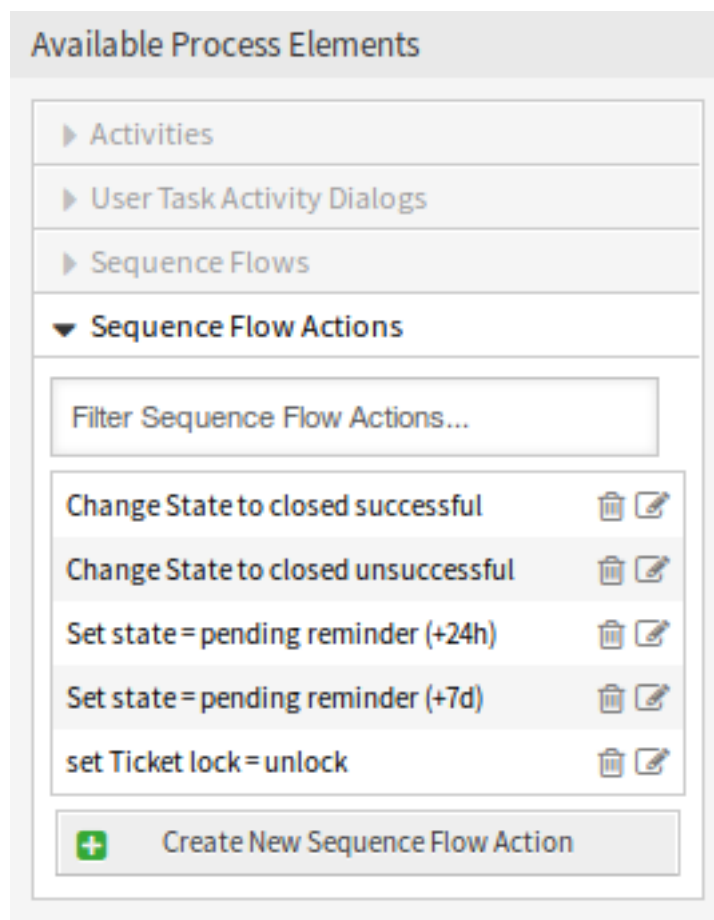 Available Process Elements
Activities
User Task Activity Dialogs
Sequence Flows
Sequence Flow Actions
Filter Sequence Flow Actions...
Change State to closed successful
Change State to closed unsuccessful
Set state = pending reminder (+24h)
Set state = pending reminder (+7d)
set Ticket lock = unlock
Create New Sequence Flow Action